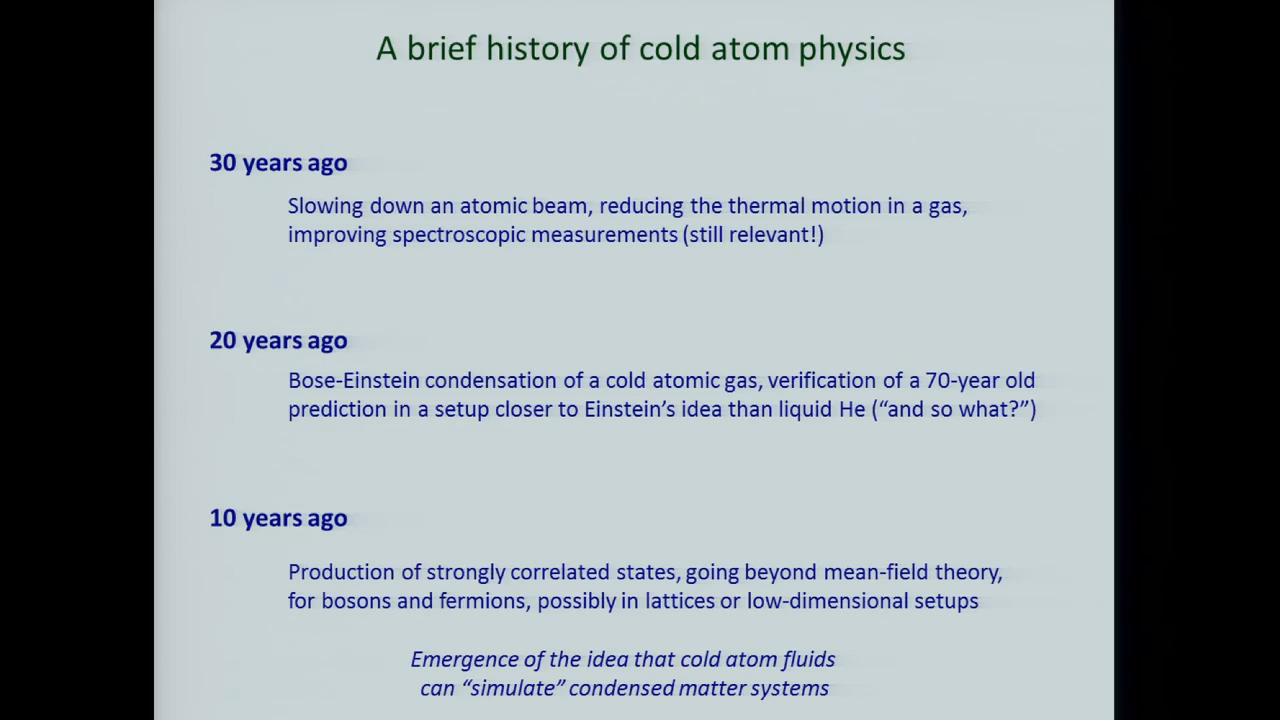 A brief history of cold atom physics
30 years ago
Slowing down an atomic beam, reducing the thermal motion in a gas,
improving spectroscopic measurements (still relevant!)
20 years ago
Bose-Einstein condensation of a cold atomic gas, verification of a 70-year old
prediction in a setup closer to Einstein’s idea than liquid He (“and so what?”)
10 years ago
Production of strongly correlated states, going beyond mean-field theory,
for bosons and fermions, possibly in lattices or low-dimensional setups
Emergence of the idea that cold atom fluids
can “simulate” condensed matter systems